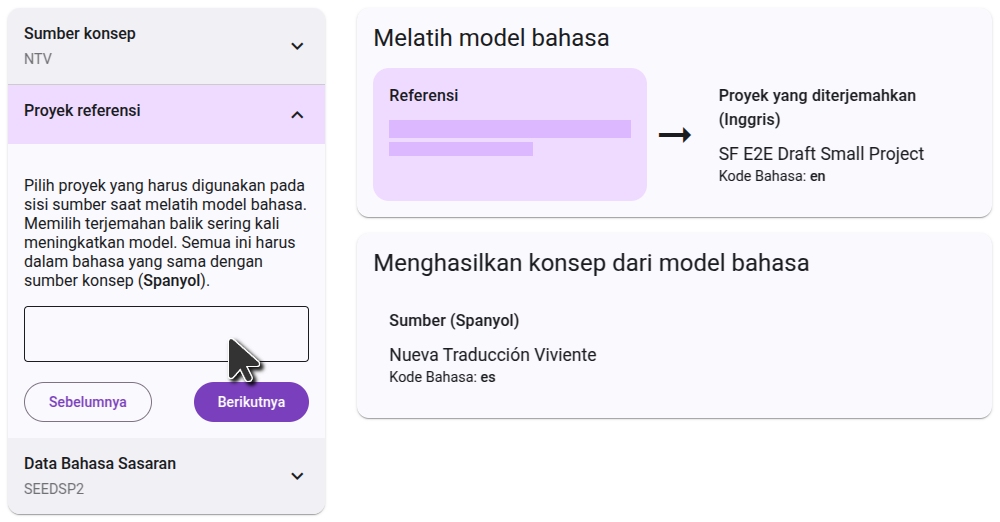 Sumber konsep
NTV
Proyek referensi
Pilih proyek yang harus digunakan pada
sisi sumber saat melatih model bahasa.
Memilih terjemahan balik sering kali
meningkatkan model. Semua ini harus
dalam bahasa yang sama dengan
sumber konsep (Spanyol).
Sebelumnya
Berikutnya
Data Bahasa Sasaran
SEEDSP2
Melatih model bahasa
Referensi
Proyek yang diterjemahkan
(Inggris)
SF E2E Draft Small Project
Kode Bahasa: en
Menghasilkan konsep dari model bahasa
Sumber (Spanyol)
Nueva Traducción Viviente
Kode Bahasa: es